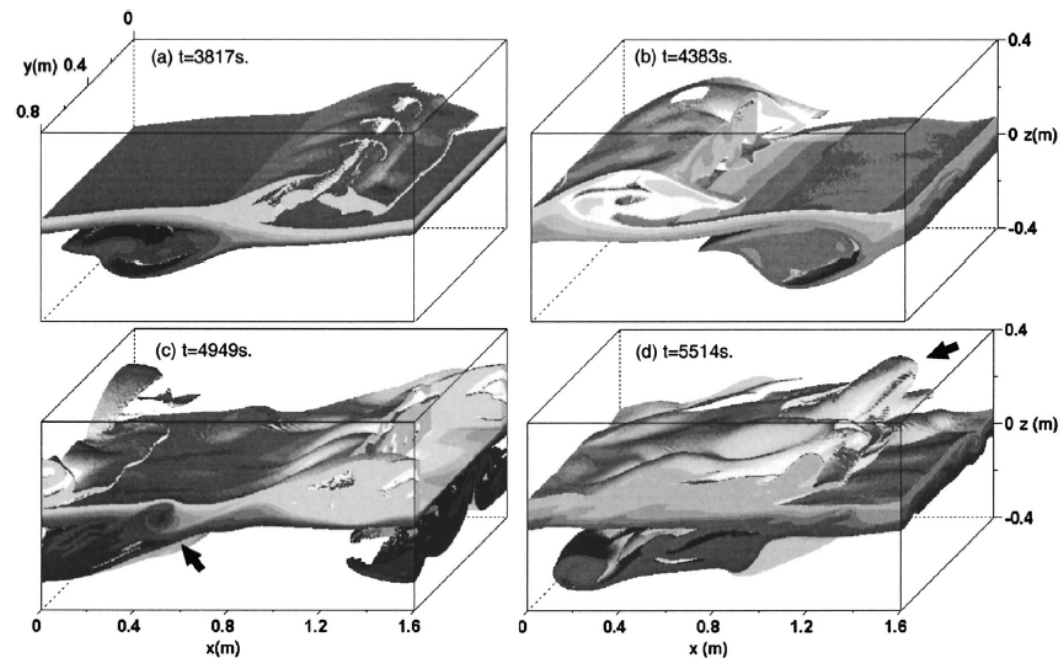 0
y(m) 0.4
0.8
(a) t=3817s.
(b) t=4383s.
0.4
0 z(m)
-0.4
(c) t=4949s.
(d) t=5514s.
0.4
0 z (m)
-0.4
0 0.4 0.8 1.2 1.6
x(m)
0 0.4 0.8 1.2 1.6
x (m)